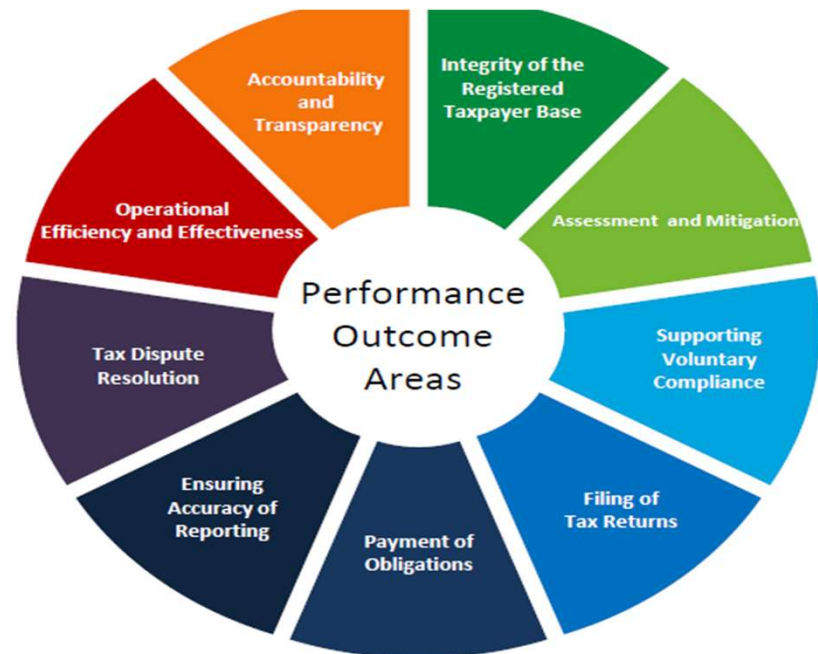 Performance
Outcome
Areas
Integrity of the
Registered
Taxpayer Base
Assessment and Mitigation
Supporting
Voluntary
Compliance
Filing of
Tax Returns
Payment of
Obligations
Ensuring
Accuracy of
Reporting
Tax Dispute
Resolution
Operational
Efficiency and Effectiveness
Accountability
and
Transparency